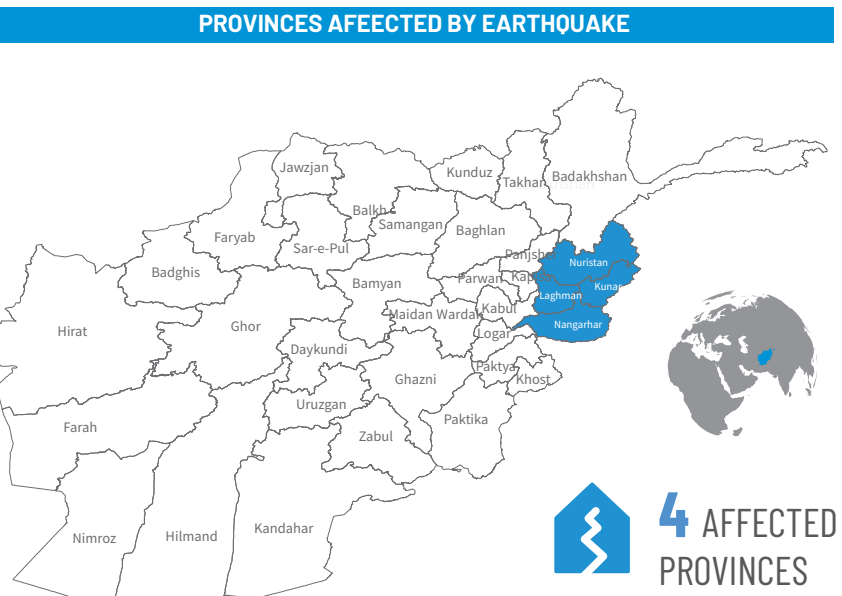 PROVINCES AFEECTED BY EARTHQUAKE
Jawzjan
Kunduz
Takhar
Badakhshan
Balkh
Samangan
Baghlan
Faryab
Sar-e-Pul
Panjshir
Nuristan
Badghis
Bamyan
Parwan
Kapisa
Kunar
Laghman
Hirat
Ghor
Maidan Wardak
Kabul
Nangarhar
Logar
Daykundi
Paktya
Khost
Ghazni
Uruzgan
Paktika
Farah
Zabul
Nimroz
Hilmand
Kandahar
4 AFFECTED
PROVINCES